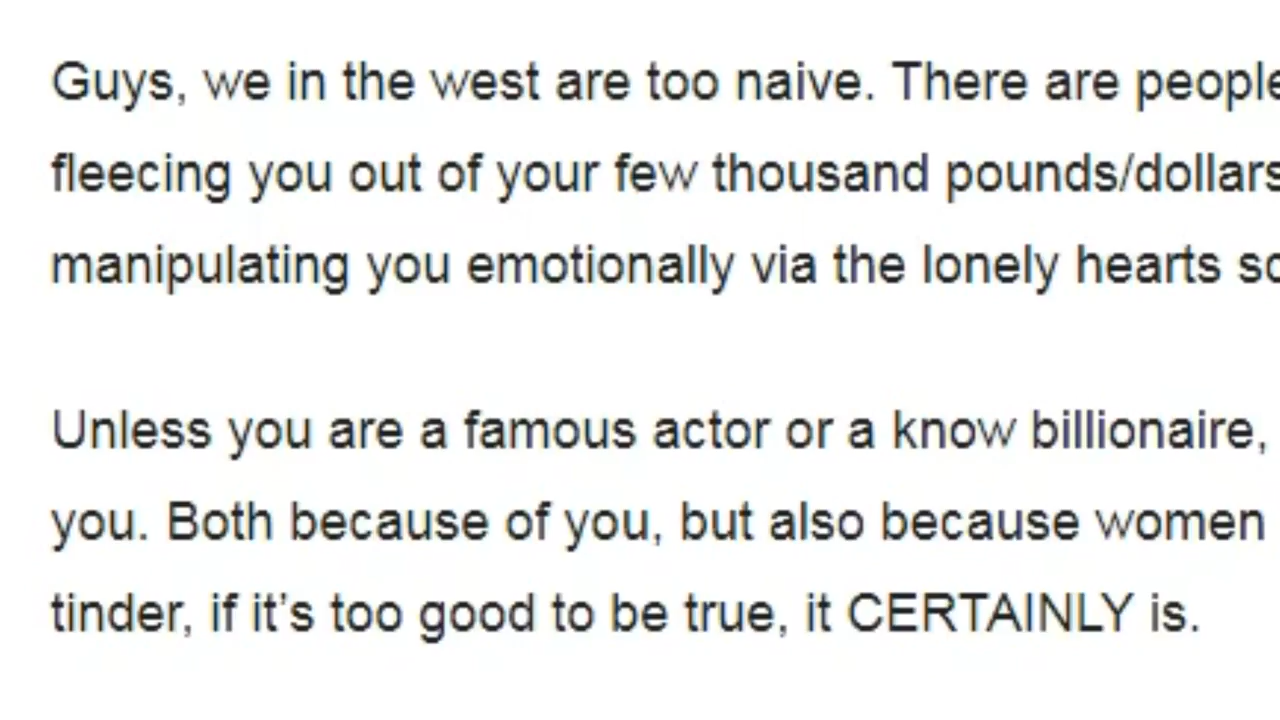 Guys, we in the west are too naive. There are people
fleecing you out of your few thousand pounds/dollars
manipulating you emotionally via the lonely hearts
Unless you are a famous actor or a know billionaire,
you. Both because of you, but also because women
tinder, if it’s too good to be true, it CERTAINLY is.